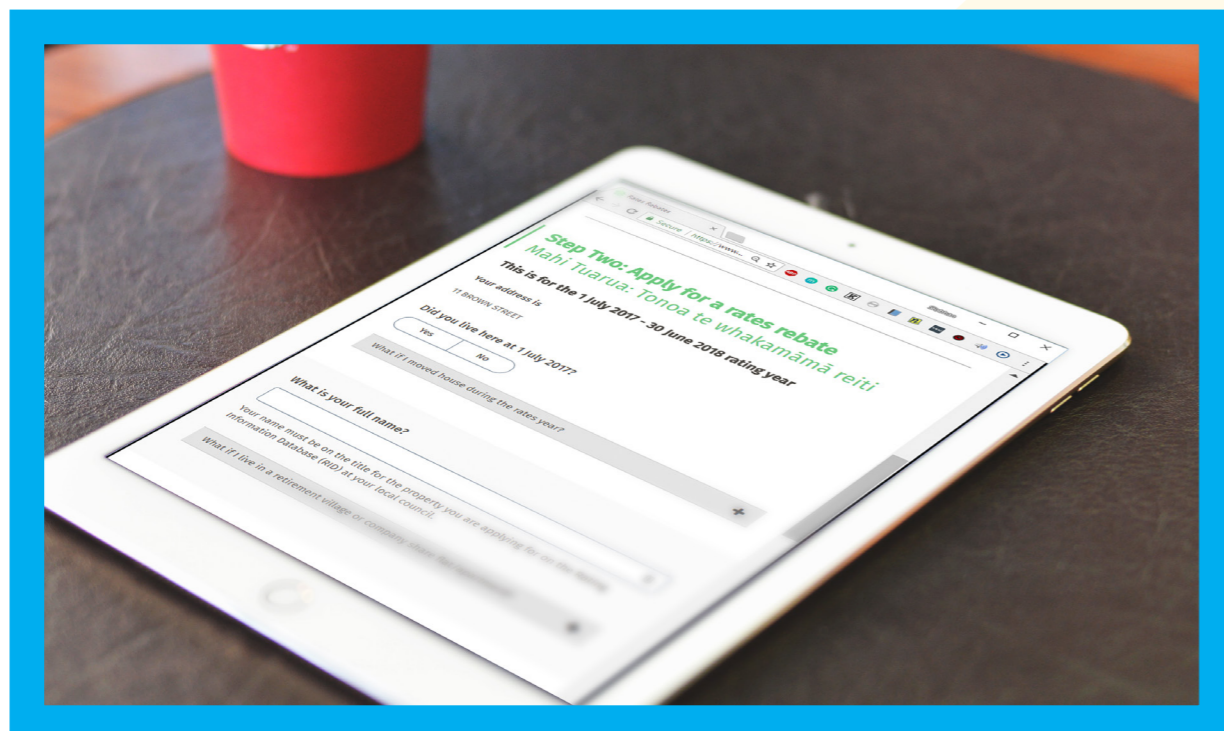 Rates Rebates
Secure https://www...
Step Two: Apply for a rates rebate
Mahi Tuarua: Tonoa te whakamāmā reiti
This is for the 1 July 2017 - 30 June 2018 rating year
Your address is
11 BROWN STREET
Did you live here at 1 July 2017?
Yes No
What if I moved house during the rates year?
What is your full name?
Your name must be on the title for the property you are applying for on the Rating
Information Database (RID) at your local council.
What if I live in a retirement village or company share